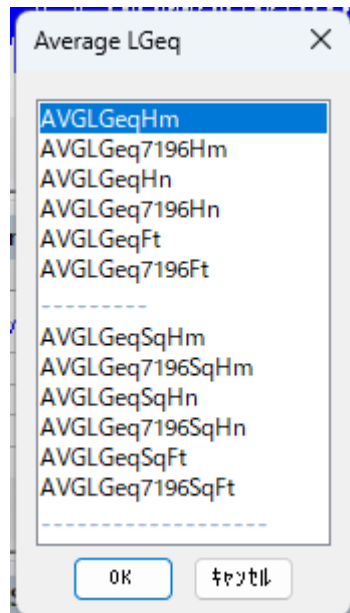 Average LGeq
AVGLGeqHm
AVGLGeq7196Hm
AVGLGeqHn
AVGLGeq7196Hn
AVGLGeqFt
AVGLGeq7196Ft
---------
AVGLGeqSqHm
AVGLGeq7196SqHm
AVGLGeqSqHn
AVGLGeq7196SqHn
AVGLGeqSqFt
AVGLGeq7196SqFt
-------------------
OK
ｷｬﾝｾﾙ